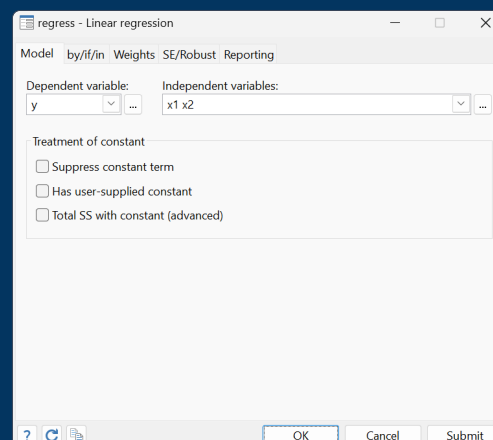 regress - Linear regression
Model by/if/in Weights SE/Robust Reporting
Dependent variable: Independent variables:
y ... x1 x2 ...
Treatment of constant
Suppress constant term
Has user-supplied constant
Total SS with constant (advanced)
? OK Cancel Submit